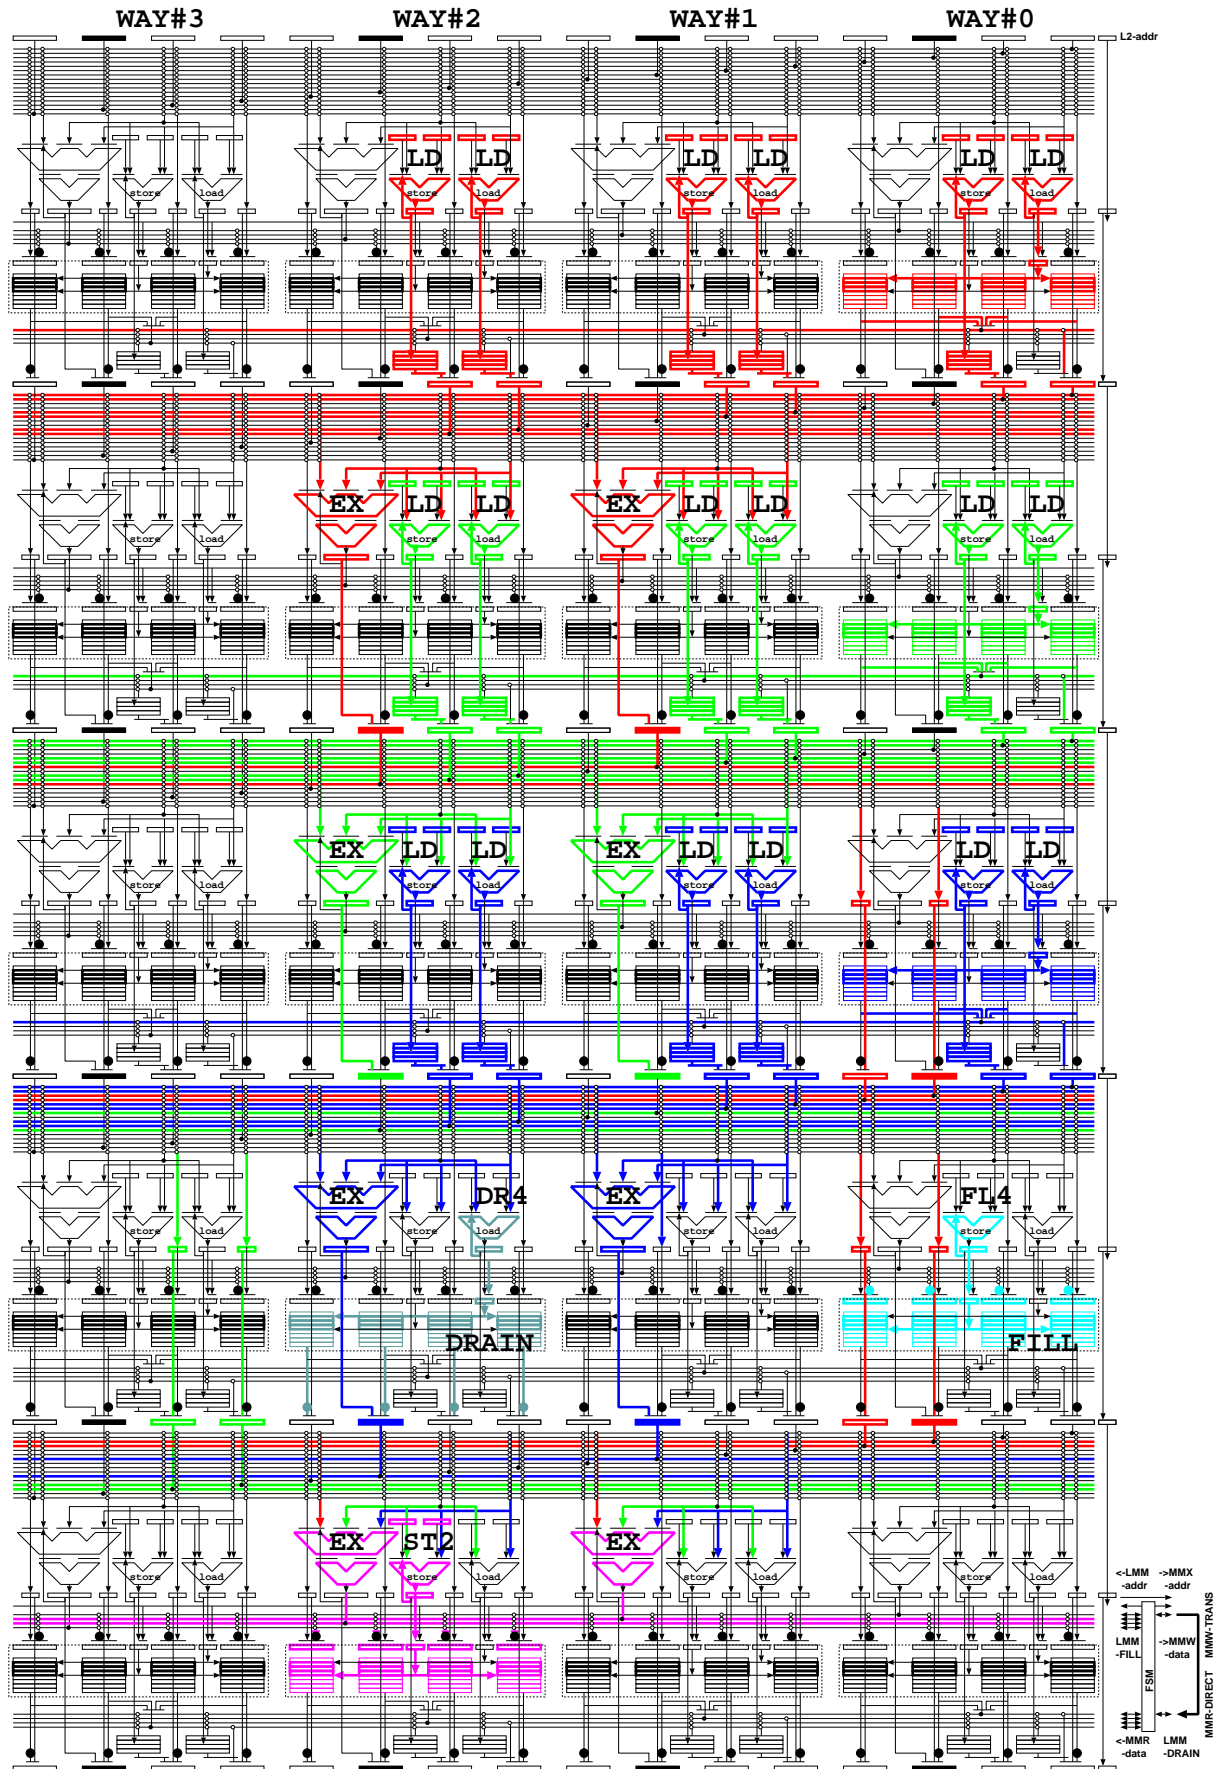 WAY#3 WAY#2 WAY#1 WAY#0
L2-addr
LD LD LD LD LD LD
store load store load store load store load
EX LD LD EX LD LD LD LD
store load store load store load store load
EX LD LD EX LD LD LD LD
store load store load store load store load
EX DR4 EX FL4
store load store load store load store load
DRAIN FILL
EX ST2 EX
store load store load store load store load
<-LMM ->MMX
-addr -addr
LMM ->MMW
-FILL -data
FSM
MMR-DIRECT MMW-TRANS
<-MMR LMM
-data -DRAIN